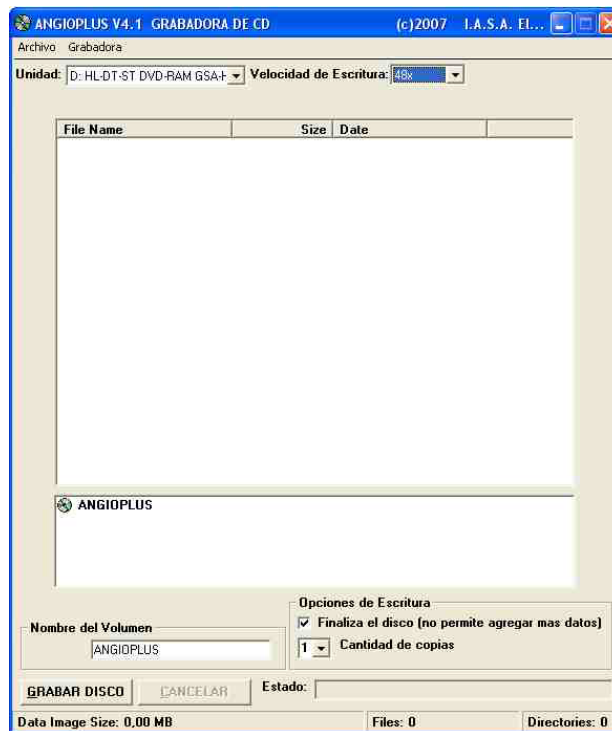 ANGIOPLUS V4.1 GRABADORA DE CD (c)2007 I.A.S.A. El...
Archivo Grabadora
Unidad: D: HL-DT-ST DVD-RAM GSA-H Velocidad de Escritura: 48x
File Name Size Date
ANGIOPLUS
Opciones de Escritura
Finaliza el disco (no permite agregar mas datos)
Nombre del Volumen
ANGIOPLUS
1 Cantidad de copias
GRABAR DISCO CANCELAR Estado:
Data Image Size: 0,00 MB Files: 0 Directories: 0